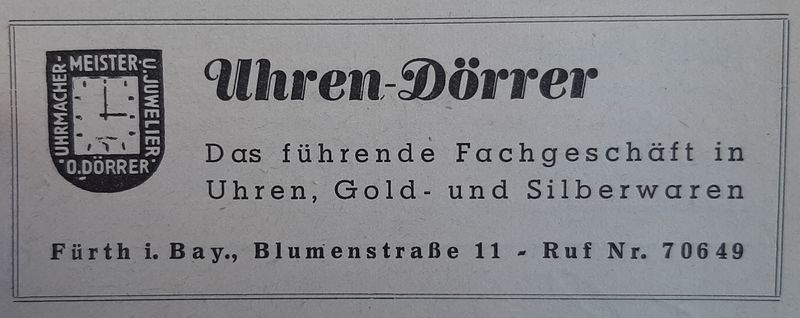 UHRMACHER-
MEISTER
U. JUWELIER
O. DÖRRER
Uhren-Dörrer
Das führende Fachgeschäft in
Uhren, Gold- und Silberwaren
Fürth i. Bay., Blumenstraße 11 - Ruf Nr. 70649